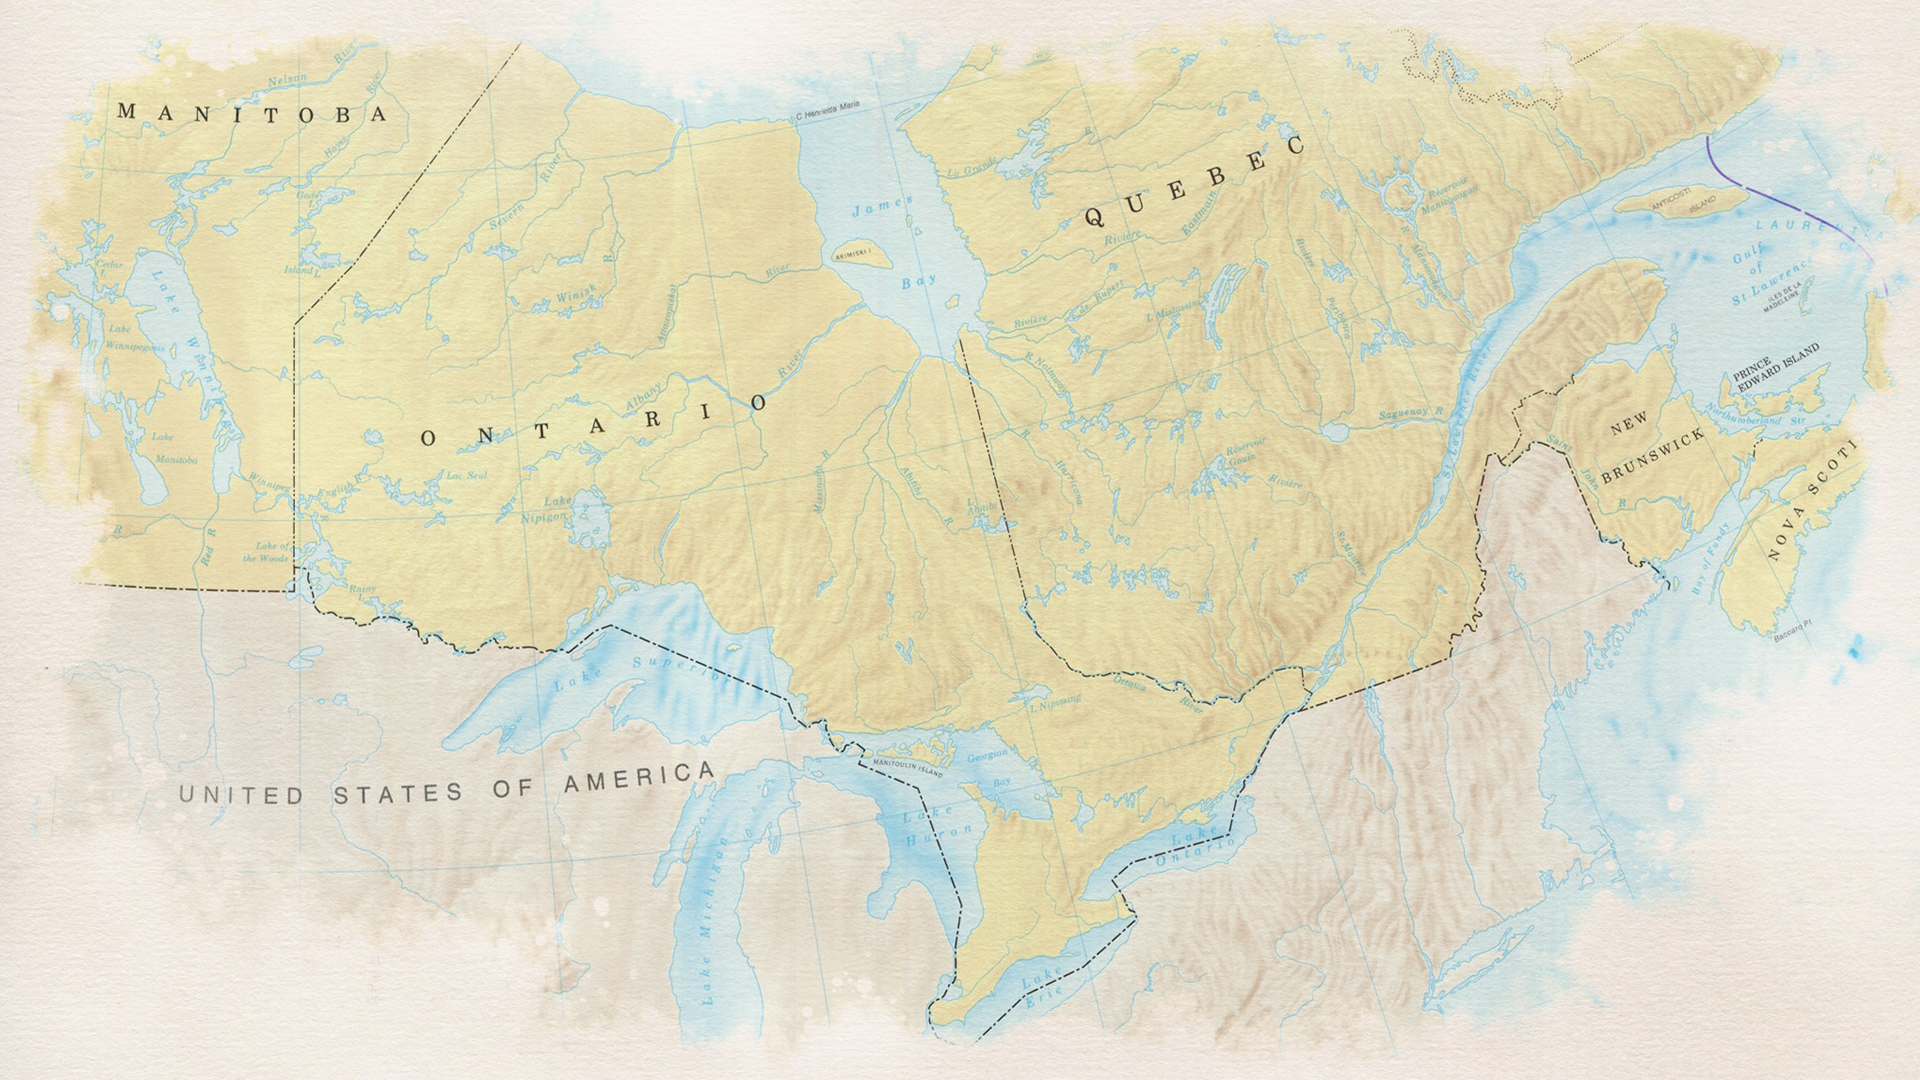 Nelson
River
River
MANITOBA
Hayes
Gods
L
Island L
Severn
River
C Henrietta Maria
James
Bay
AKIMISKI I
La Grande
R
QUEBEC
Rivière
Eastmain
Réservoir
Manicouagan
R
ANTICOSTI
ISLAND
Gulf
of
St Lawrence
ILES DE LA
MADELEINE
PRINCE
EDWARD ISLAND
Northumberland Str
Cedar
L
Lake
Winnipegosis
Lake Winnipeg
Winisk
R
Attawapiskat
River
Albany
River
ONTARIO
Rivière de Rupert
L Mistassini
Rivière
Péribonca
R Nottaway
Saguenay R
St Lawrence River
NEW
BRUNSWICK
Saint
John
R
NOVA SCOTI
Bay of Fundy
Baccaro Pt
Lake
Manitoba
Winnipeg
R
English R
Lac Seul
Lake
Nipigon
Missinaibi R
Abitibi
R
L
Abitibi
R
Harricana
Réservoir
Gouin
Rivière
St Maurice
R
Red R
Lake of
the Woods
Rainy
L
Lake Superior
L Nipissing
Ottawa
River
UNITED STATES OF AMERICA
MANITOULIN ISLAND
Georgian
Bay
Lake
Huron
Lake Michigan
Lake
Ontario
Lake
Erie